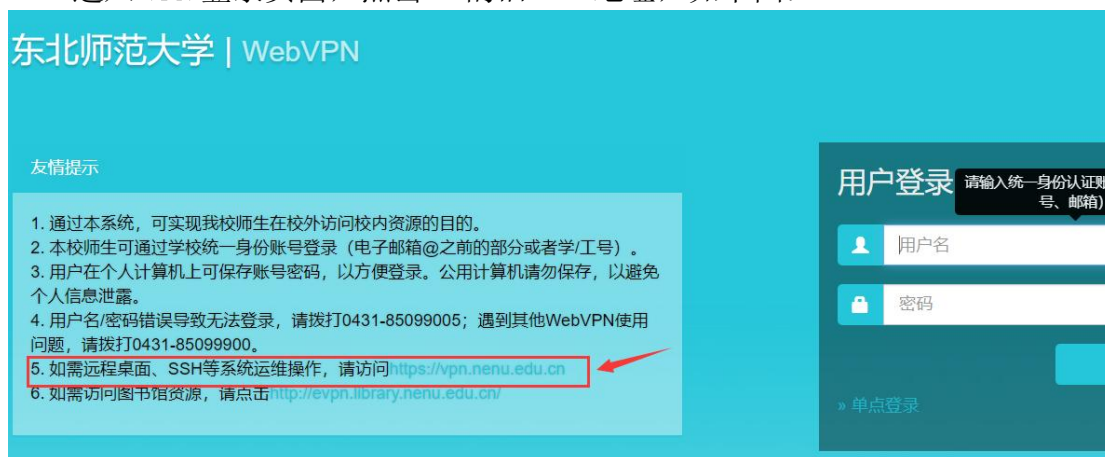 东北师范大学 | WebVPN
友情提示
1. 通过本系统，可实现我校师生在校外访问校内资源的目的。
2. 本校师生可通过学校统一身份账号登录（电子邮箱@之前的部分或者学/工号）。
3. 用户在个人计算机上可保存账号密码，以方便登录。公用计算机请勿保存，以避免
个人信息泄露。
4. 用户名/密码错误导致无法登录，请拨打0431-85099005；遇到其他WebVPN使用
问题，请拨打0431-85099900。
5. 如需远程桌面、SSH等系统运维操作，请访问https://vpn.nenu.edu.cn
6. 如需访问图书馆资源，请点击http://evpn.library.nenu.edu.cn/
用户登录
请输入统一身份认证账
号、邮箱)
用户名
密码
» 单点登录